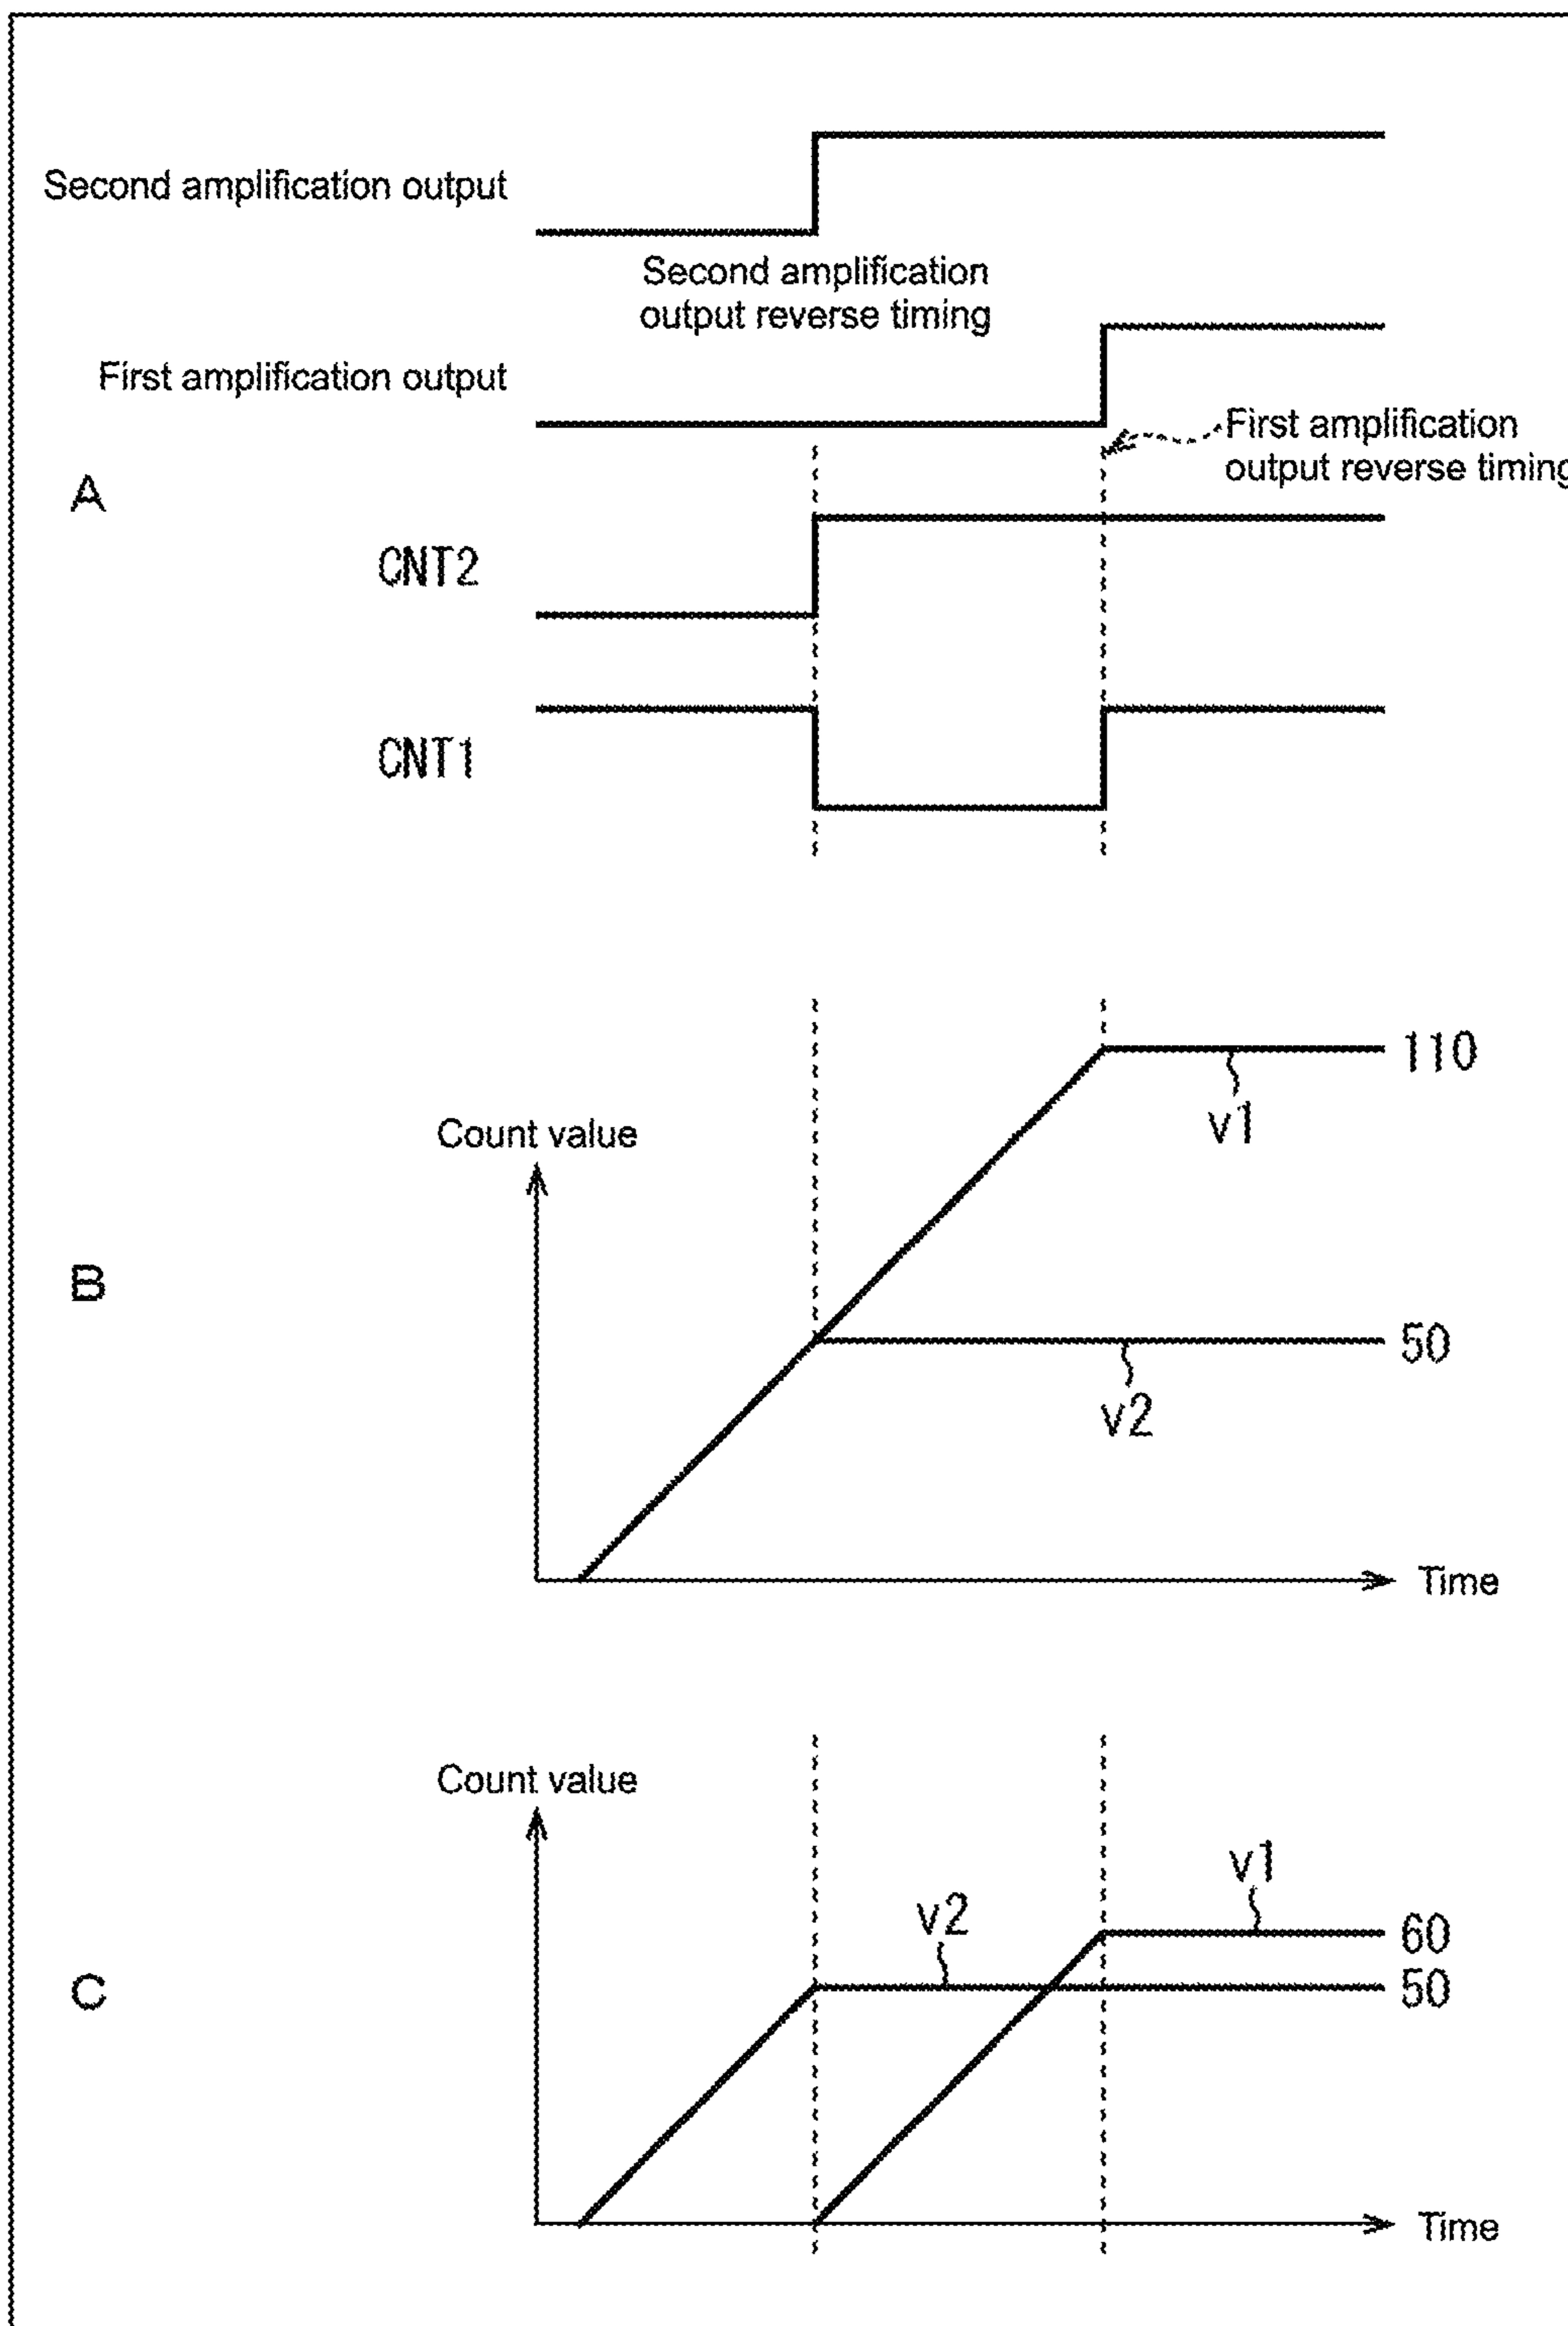 Second amplification output
Second amplification
output reverse timing
First amplification output
First amplification
output reverse timing
A
CNT2
CNT1
110
v1
Count value
B
50
v2
Time
Count value
v1
v2
60
50
C
Time